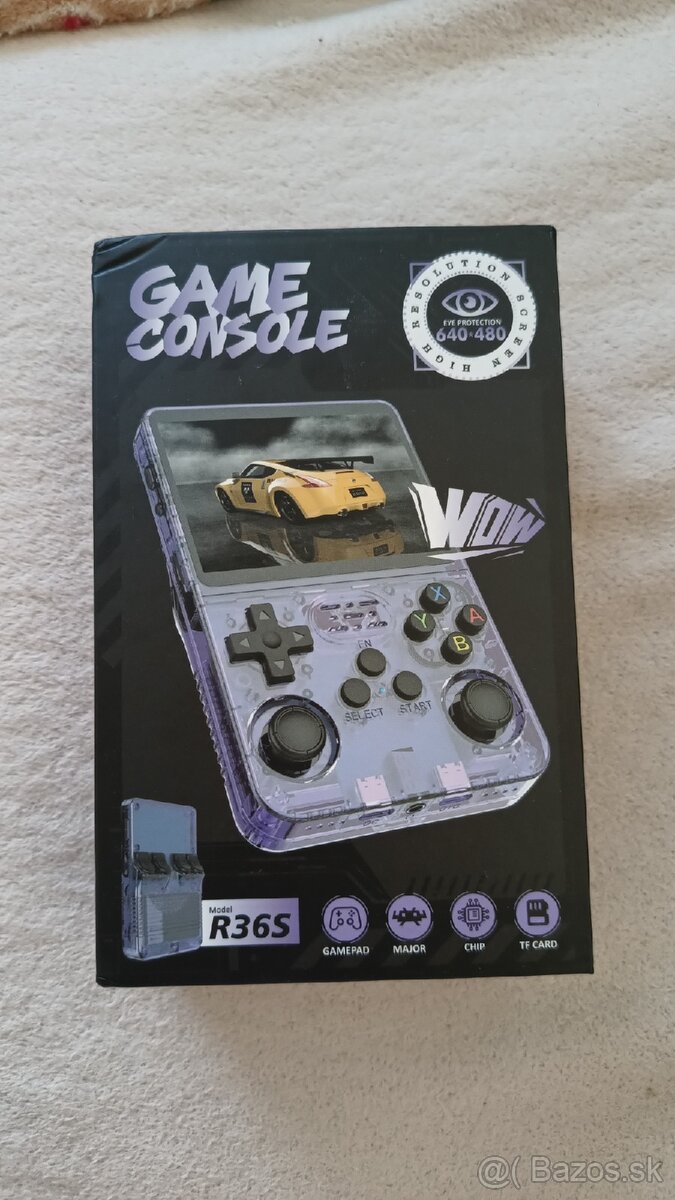 GAME
CONSOLE
HIGH RESOLUTION SCREEN
EYE PROTECTION
640*480
WOW
X
Y
A
B
FN
SELECT
START
Model
R36S
GAMEPAD
MAJOR
CHIP
TF CARD
@( Bazos.sk